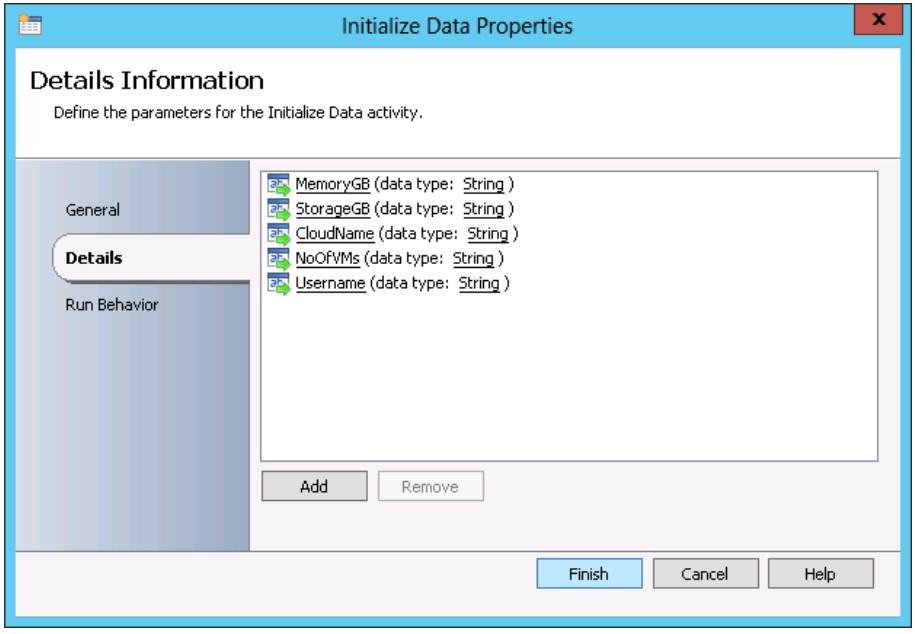 Initialize Data Properties
x
Details Information
Define the parameters for the Initialize Data activity.
General
Details
Run Behavior
MemoryGB (data type: String )
StorageGB (data type: String )
CloudName (data type: String )
NoOfVMs (data type: String )
Username (data type: String )
Add
Remove
Finish
Cancel
Help